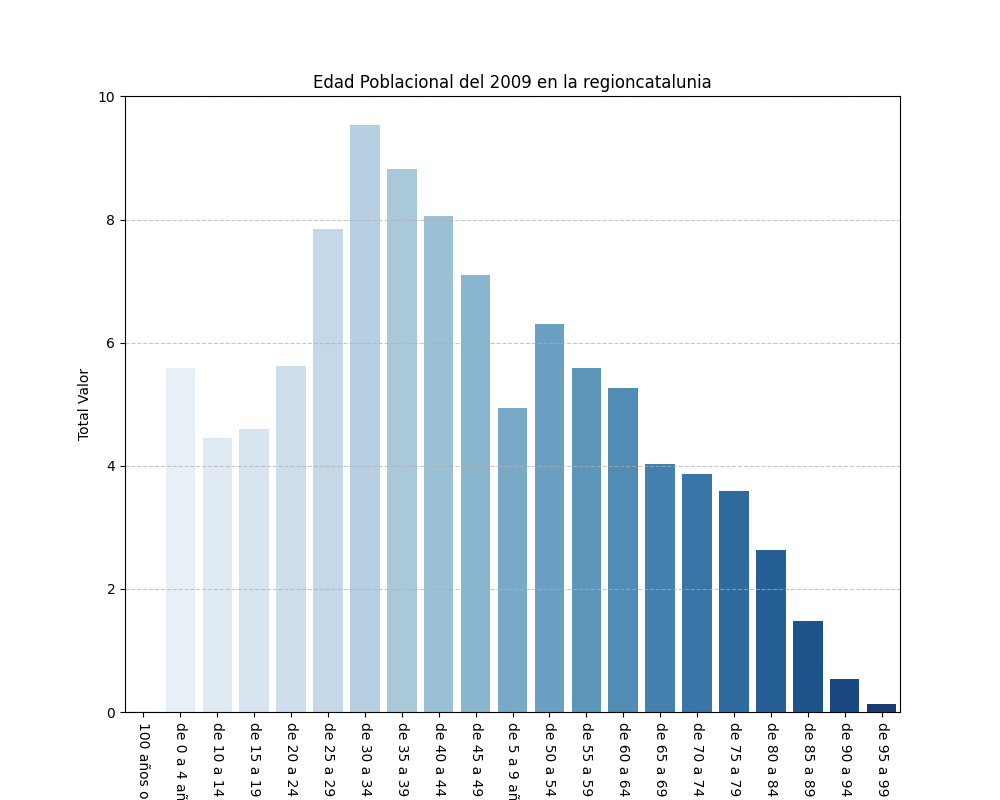 Edad Poblacional del 2009 en la regioncatalunia
Total Valor
10
8
6
4
2
0
100 años o
de 0 a 4 añ
de 10 a 14
de 15 a 19
de 20 a 24
de 25 a 29
de 30 a 34
de 35 a 39
de 40 a 44
de 45 a 49
de 5 a 9 añ
de 50 a 54
de 55 a 59
de 60 a 64
de 65 a 69
de 70 a 74
de 75 a 79
de 80 a 84
de 85 a 89
de 90 a 94
de 95 a 99